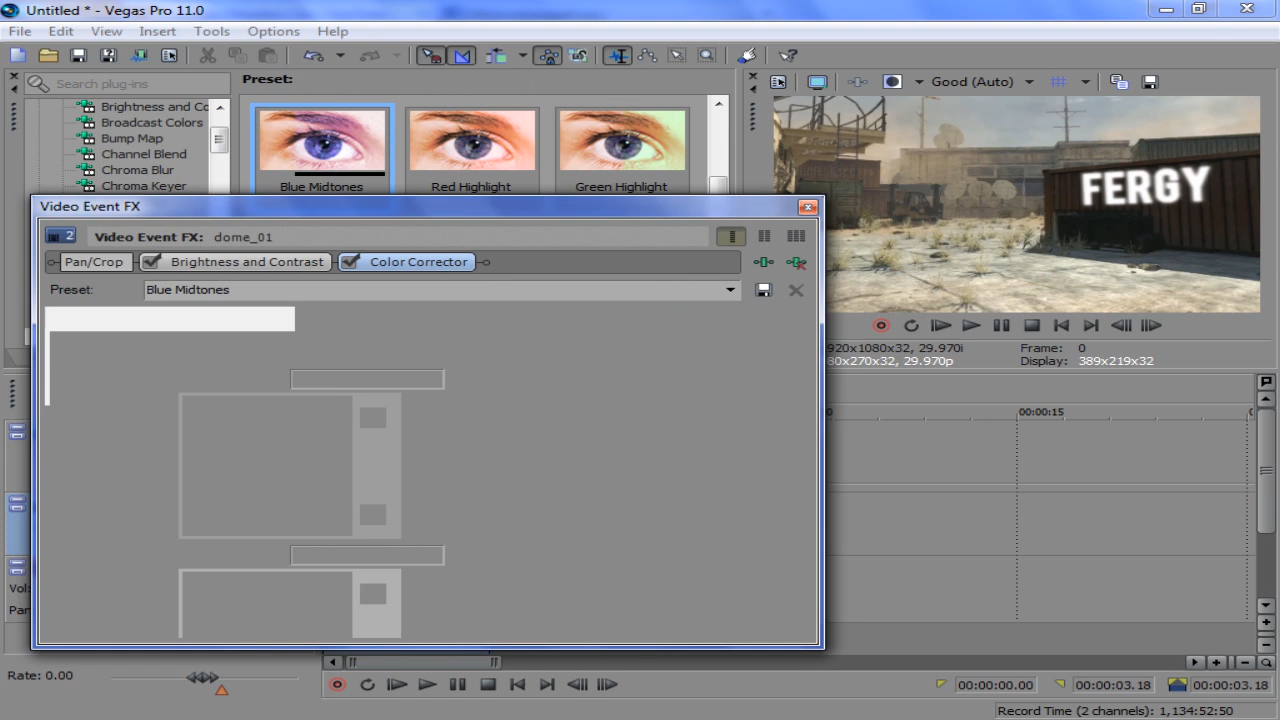 Untitled * - Vegas Pro 11.0
File Edit View Insert Tools Options Help
Search plug-ins
Preset:
Good (Auto)
Brightness and Co
Broadcast Colors
Bump Map
Channel Blend
Chroma Blur
Chroma Keyer
Blue Midtones
Red Highlight
Green Highlight
FERGY
Video Event FX
2
Video Event FX: dome_01
Pan/Crop
Brightness and Contrast
Color Corrector
Preset:
Blue Midtones
920x1080x32, 29.970i
80x270x32, 29.970p
Frame: 0
Display: 389x219x32
00:00:15
Vol:
Pan
Rate: 0.00
00:00:00.00
00:00:03.18
00:00:03.18
Record Time (2 channels): 1,134:52:50